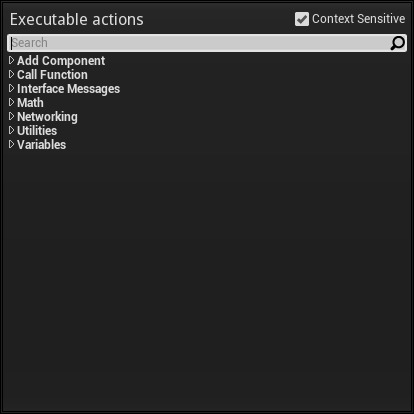 Executable actions
Context Sensitive
Search
Add Component
Call Function
Interface Messages
Math
Networking
Utilities
Variables